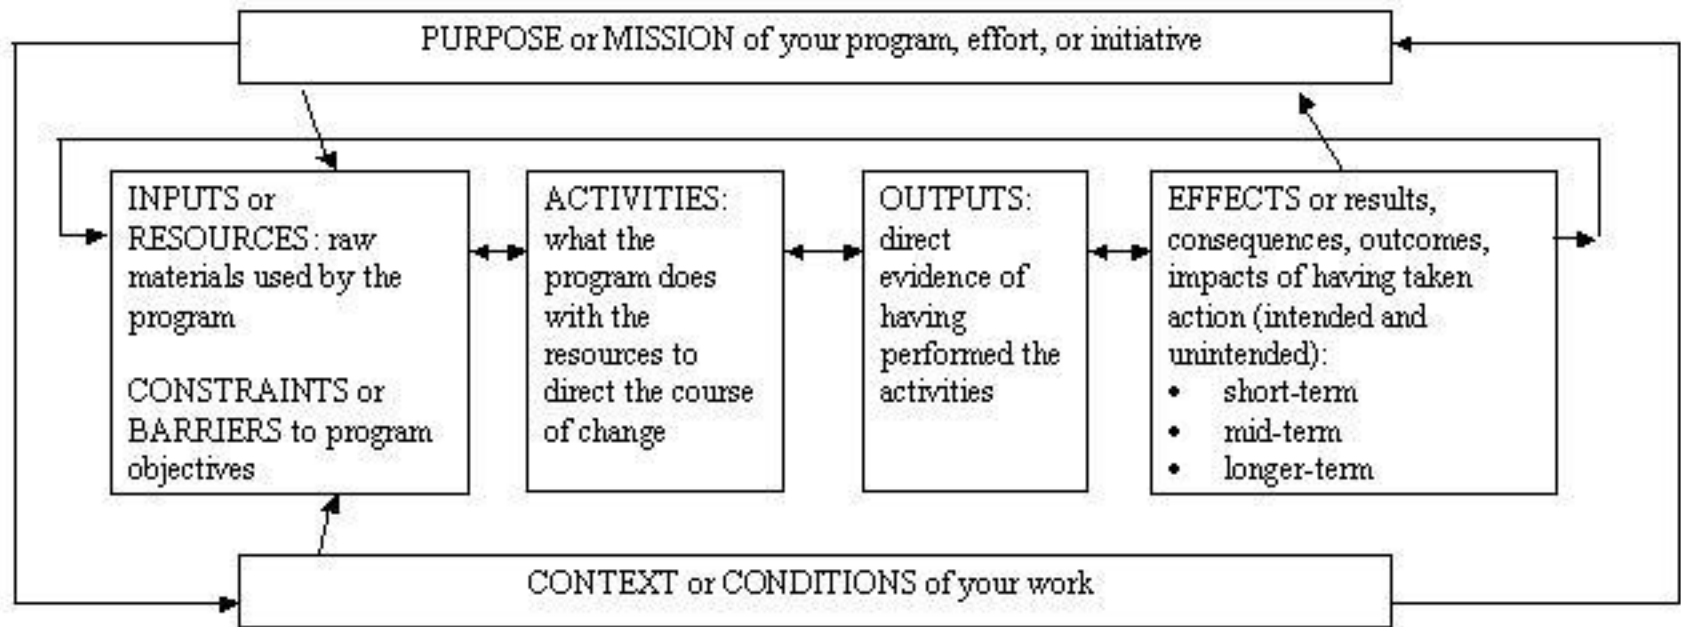 PURPOSE or MISSION of your program, effort, or initiative
INPUTS or
RESOURCES: raw
materials used by the
program
CONSTRAINTS or
BARRIERS to program
objectives
ACTIVITIES:
what the
program does
with the
resources to
direct the course
of change
OUTPUTS:
direct
evidence of
having
performed the
activities
EFFECTS or results,
consequences, outcomes,
impacts of having taken
action (intended and
unintended):
• short-term
• mid-term
• longer-term
CONTEXT or CONDITIONS of your work